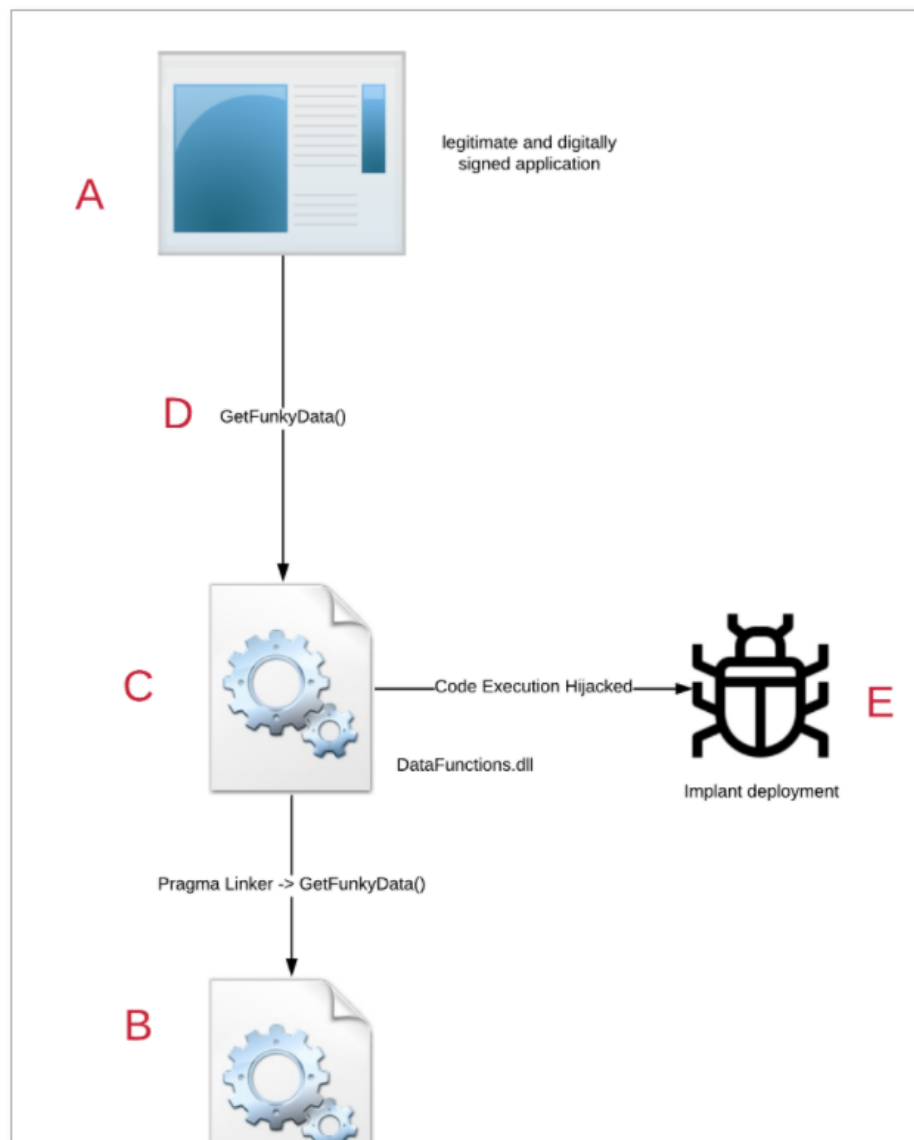 legitimate and digitally
signed application
A
D
GetFunkyData()
C
Code Execution Hijacked
E
DataFunctions.dll
Implant deployment
Pragma Linker -> GetFunkyData()
B